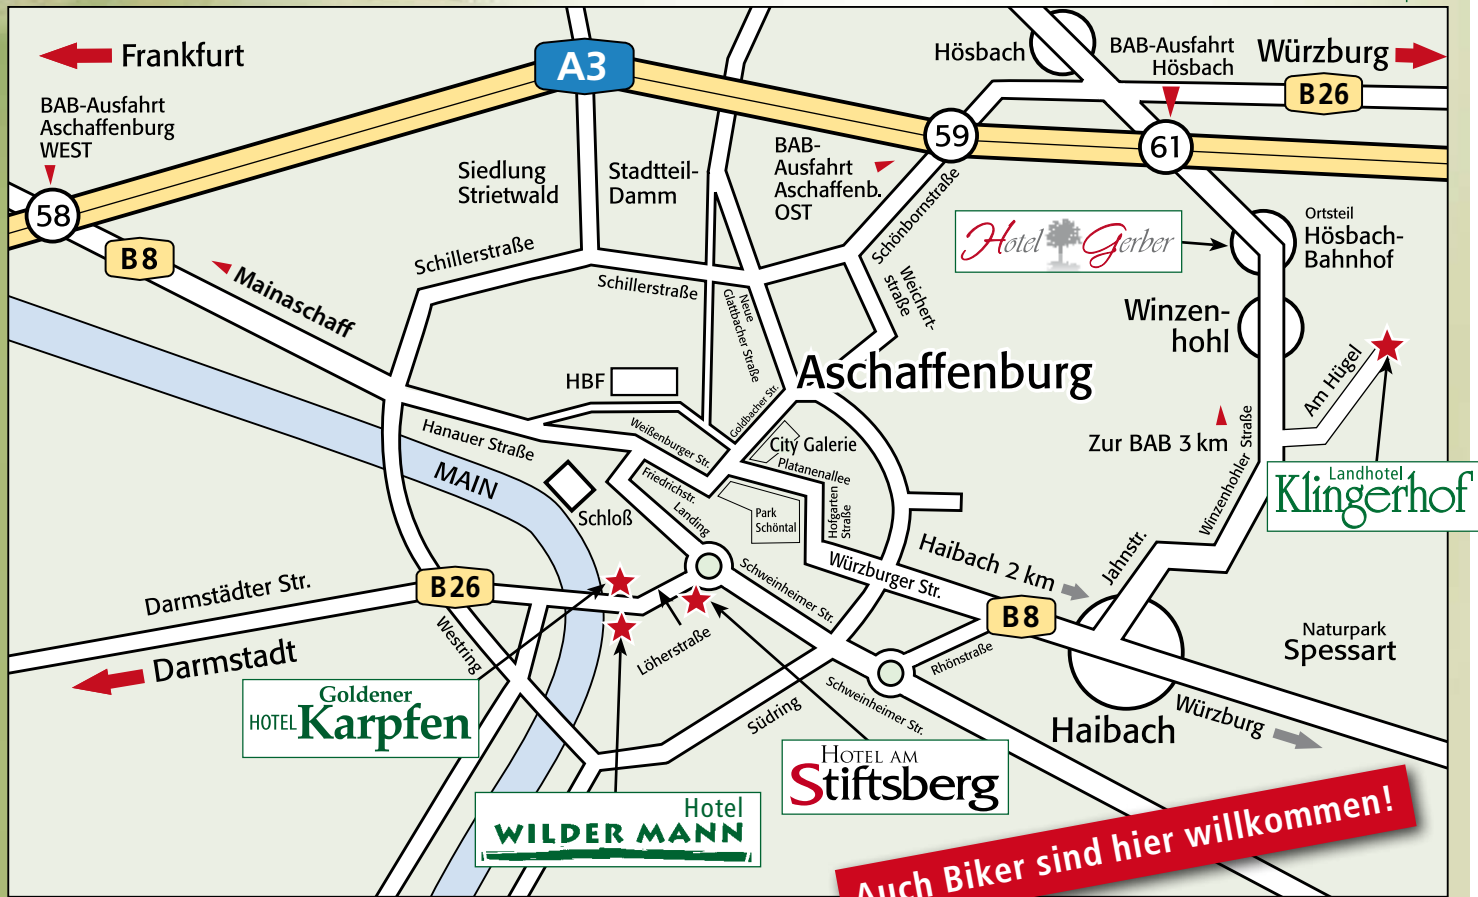 Frankfurt
A3
Hösbach
BAB-Ausfahrt
Hösbach
Würzburg
B26
BAB-Ausfahrt
Aschaffenburg
WEST
58
B8
Siedlung
Strietwald
Stadtteil-
Damm
BAB-
Ausfahrt
Aschaffenb.
OST
59
61
Schönbornstraße
Hotel Gerber
Ortsteil
Hösbach-
Bahnhof
Mainaschaff
Schillerstraße
Schillerstraße
Neue
Glattbacher Straße
Weichert-
straße
Winzen-
hohl
Aschaffenburg
HBF
Goldbacher Str.
Am Hügel
Zur BAB 3 km
Winzenhohler Straße
Landhotel
Klingerhof
Hanauer Straße
Weißenburger Str.
City Galerie
Platanenallee
MAIN
Schloß
Friedrichstr.
Landing
Park
Schöntal
Hofgarten
Straße
Haibach 2 km
Jahnstr.
Würzburger Str.
B8
Darmstädter Str.
B26
Schweinheimer Str.
Löherstraße
Westring
Darmstadt
Rhönstraße
Naturpark
Spessart
Südring
Schweinheimer Str.
Haibach
Würzburg
Goldener
HOTEL Karpfen
HOTEL AM
Stiftsberg
Hotel
WILDER MANN
Auch Biker sind hier willkommen!